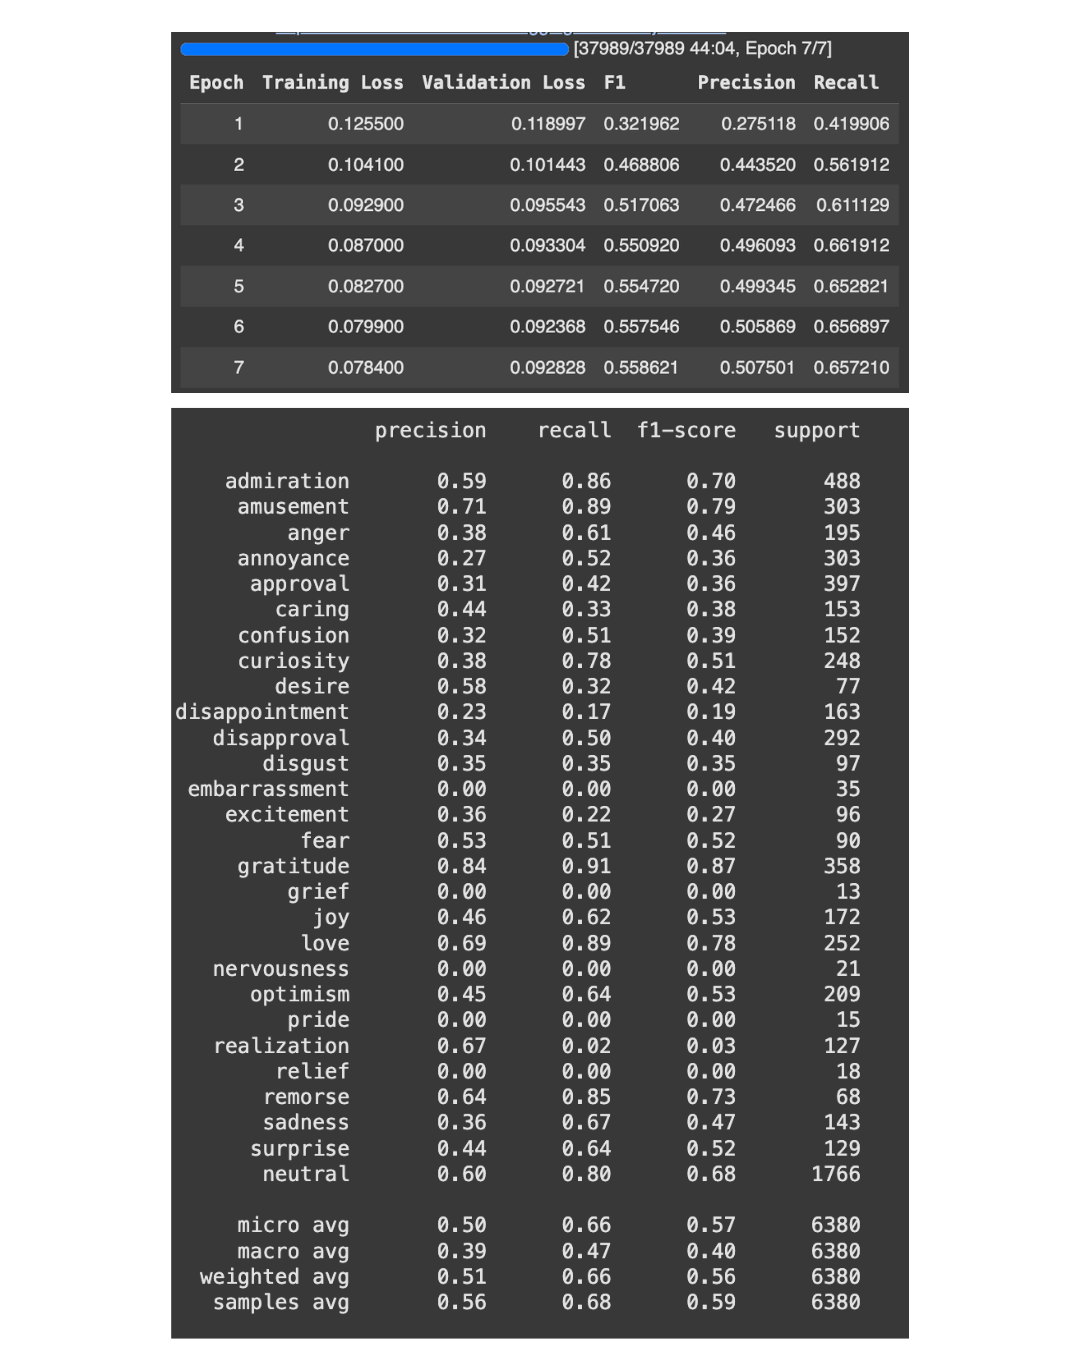 [37989/37989 44:04, Epoch 7/7]
Epoch Training Loss Validation Loss F1 Precision Recall
1 0.125500 0.118997 0.321962 0.275118 0.419906
2 0.104100 0.101443 0.468806 0.443520 0.561912
3 0.092900 0.095543 0.517063 0.472466 0.611129
4 0.087000 0.093304 0.550920 0.496093 0.661912
5 0.082700 0.092721 0.554720 0.499345 0.652821
6 0.079900 0.092368 0.557546 0.505869 0.656897
7 0.078400 0.092828 0.558621 0.507501 0.657210
precision recall f1-score support
admiration 0.59 0.86 0.70 488
amusement 0.71 0.89 0.79 303
anger 0.38 0.61 0.46 195
annoyance 0.27 0.52 0.36 303
approval 0.31 0.42 0.36 397
caring 0.44 0.33 0.38 153
confusion 0.32 0.51 0.39 152
curiosity 0.38 0.78 0.51 248
desire 0.58 0.32 0.42 77
disappointment 0.23 0.17 0.19 163
disapproval 0.34 0.50 0.40 292
disgust 0.35 0.35 0.35 97
embarrassment 0.00 0.00 0.00 35
excitement 0.36 0.22 0.27 96
fear 0.53 0.51 0.52 90
gratitude 0.84 0.91 0.87 358
grief 0.00 0.00 0.00 13
joy 0.46 0.62 0.53 172
love 0.69 0.89 0.78 252
nervousness 0.00 0.00 0.00 21
optimism 0.45 0.64 0.53 209
pride 0.00 0.00 0.00 15
realization 0.67 0.02 0.03 127
relief 0.00 0.00 0.00 18
remorse 0.64 0.85 0.73 68
sadness 0.36 0.67 0.47 143
surprise 0.44 0.64 0.52 129
neutral 0.60 0.80 0.68 1766
micro avg 0.50 0.66 0.57 6380
macro avg 0.39 0.47 0.40 6380
weighted avg 0.51 0.66 0.56 6380
samples avg 0.56 0.68 0.59 6380